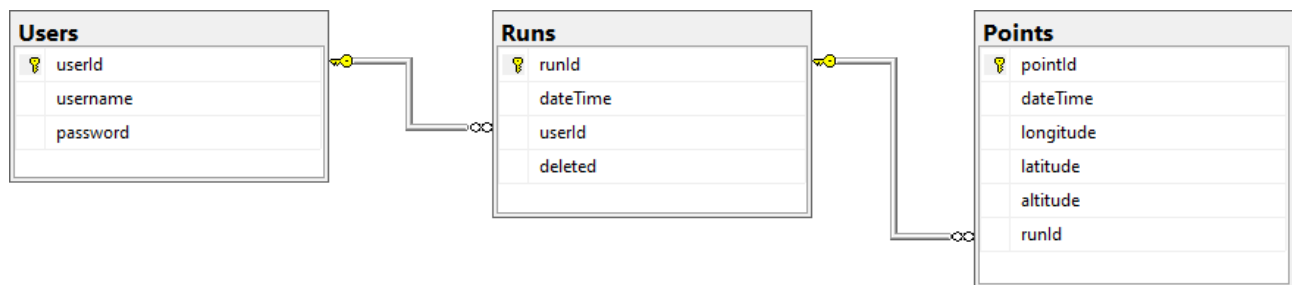 Users
userId
username
password
Runs
runId
dateTime
userId
deleted
Points
pointId
dateTime
longitude
latitude
altitude
runId